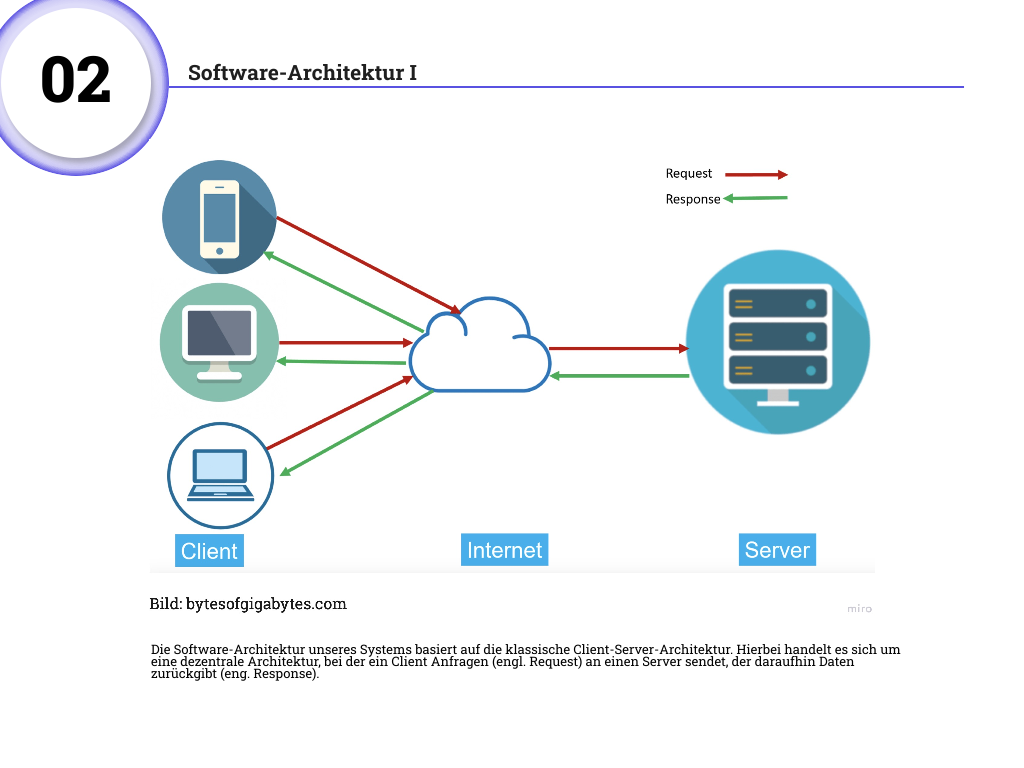 02
Software-Architektur I
Request
Response
Client
Internet
Server
Bild: bytesofgigabytes.com
miro
Die Software-Architektur unseres Systems basiert auf die klassische Client-Server-Architektur. Hierbei handelt es sich um
eine dezentrale Architektur, bei der ein Client Anfragen (engl. Request) an einen Server sendet, der daraufhin Daten
zurückgibt (eng. Response).